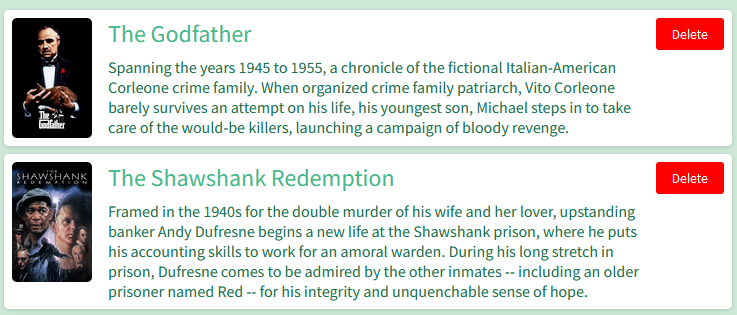 The Godfather
Delete
Spanning the years 1945 to 1955, a chronicle of the fictional Italian-American
Corleone crime family. When organized crime family patriarch, Vito Corleone
barely survives an attempt on his life, his youngest son, Michael steps in to take
care of the would-be killers, launching a campaign of bloody revenge.
The
Godfather
The Shawshank Redemption
Delete
THE
SHAWSHANK
REDEMPTION
Framed in the 1940s for the double murder of his wife and her lover, upstanding
banker Andy Dufresne begins a new life at the Shawshank prison, where he puts
his accounting skills to work for an amoral warden. During his long stretch in
prison, Dufresne comes to be admired by the other inmates -- including an older
prisoner named Red -- for his integrity and unquenchable sense of hope.